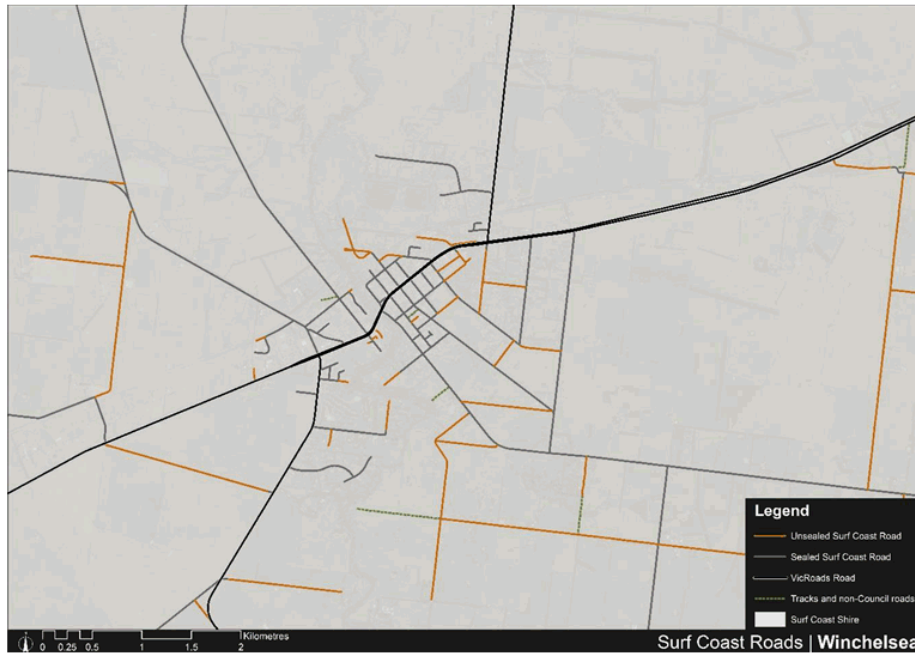 Legend
Unsealed Surf Coast Road
Sealed Surf Coast Road
VicRoads Road
Tracks and non-Council roads
Surf Coast Shire
Kilometres
0 0.25 0.5 1 1.5 2
Surf Coast Roads | Winchelsea